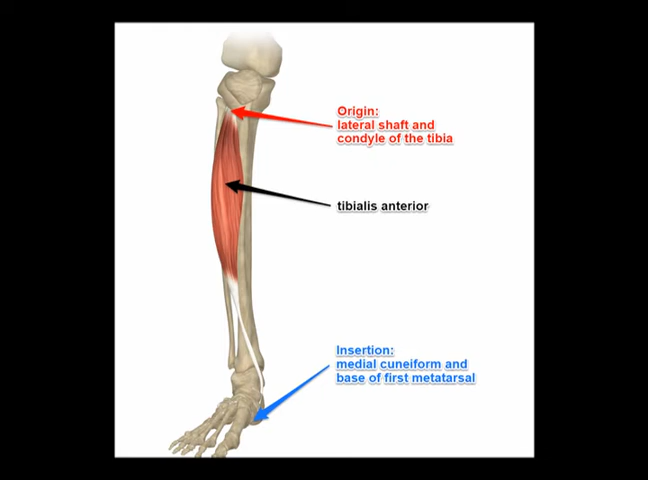 Origin:
lateral shaft and
condyle of the tibia
tibialis anterior
Insertion:
medial cuneiform and
base of first metatarsal